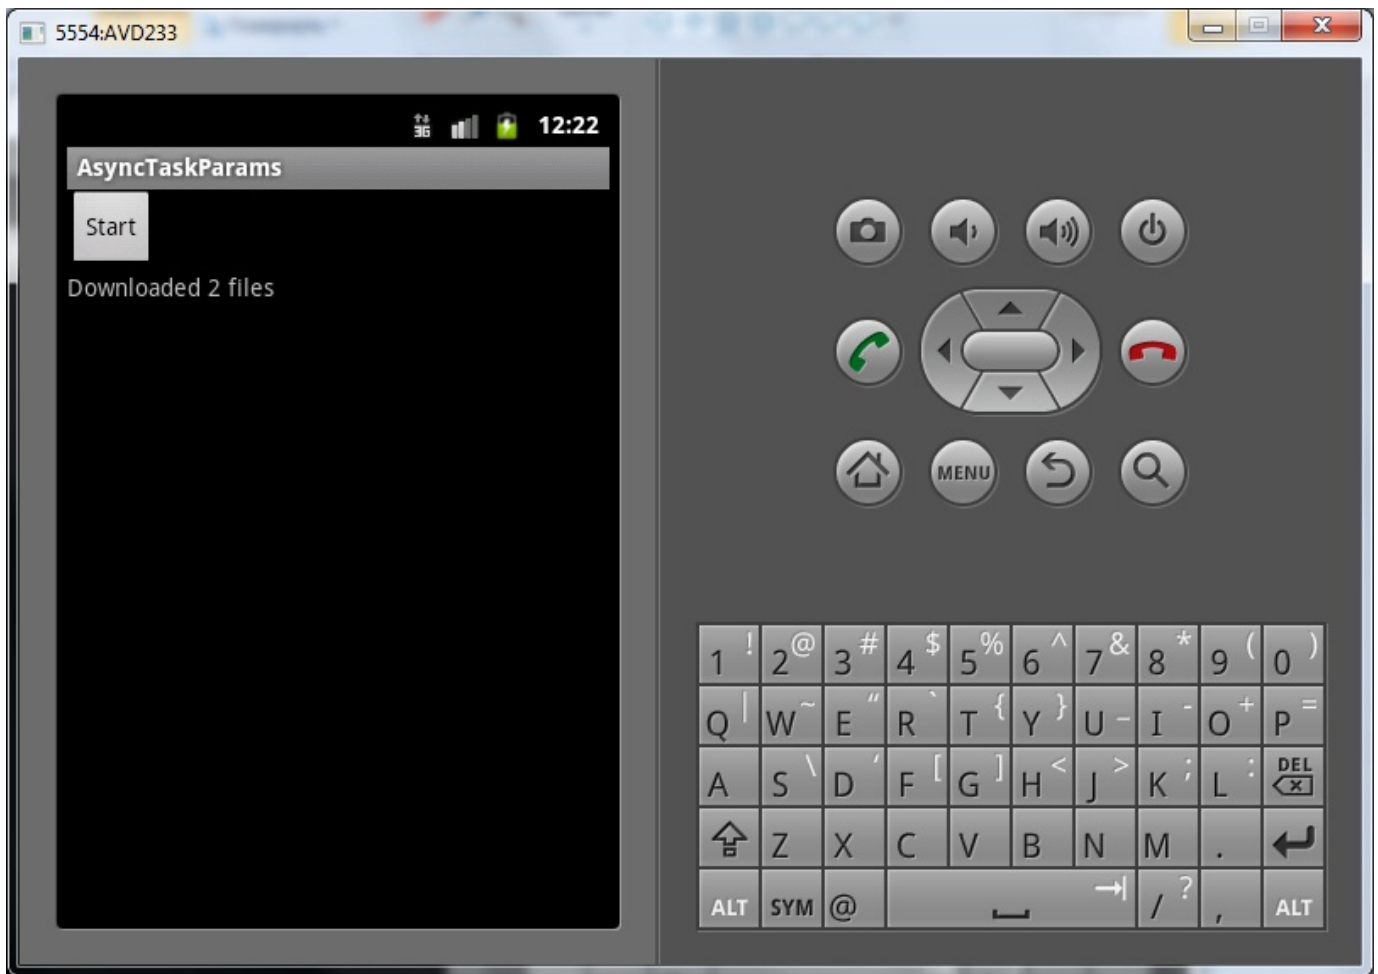 5554:AVD233
3G 12:22
AsyncTaskParams
Start
Downloaded 2 files
MENU
1 ! 2 @ 3 # 4 $ 5 % 6 ^ 7 & 8 * 9 ( 0 )
Q | W ~ E " R ` T { Y } U _ I - O + P =
A S \ D ' F [ G ] H < J > K ; L : DEL
Z X C V B N M .
ALT SYM @ / ? , ALT